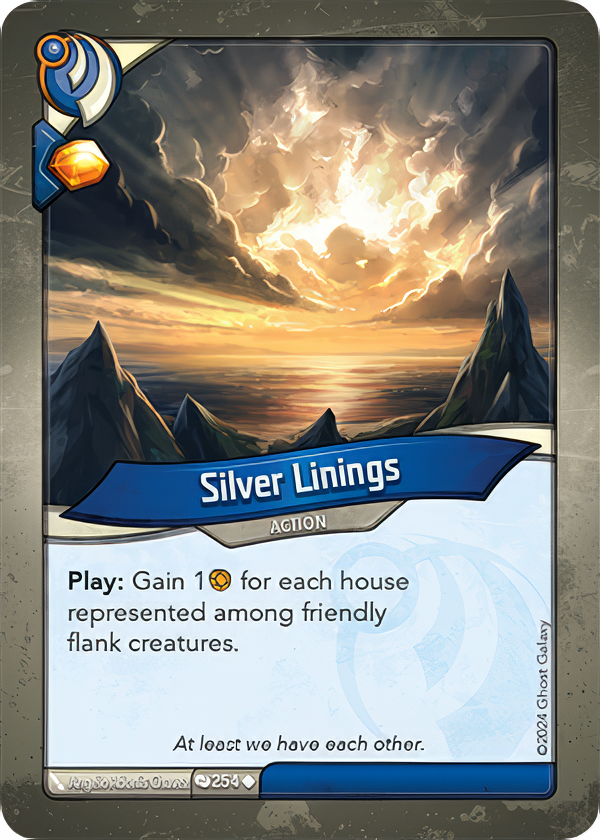 Silver Linings
ACTION
Play: Gain 1 for each house
represented among friendly
flank creatures.
At least we have each other.
©2024 Ghost Galaxy
254